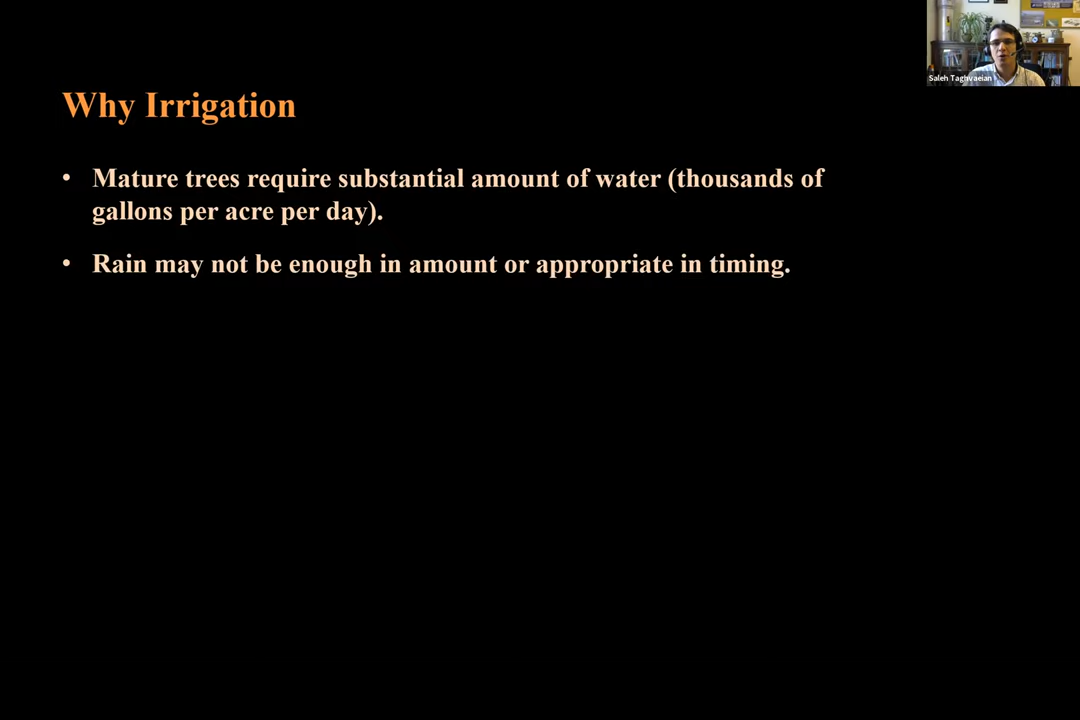 Saleh Taghvaeian
Why Irrigation
• Mature trees require substantial amount of water (thousands of
gallons per acre per day).
• Rain may not be enough in amount or appropriate in timing.